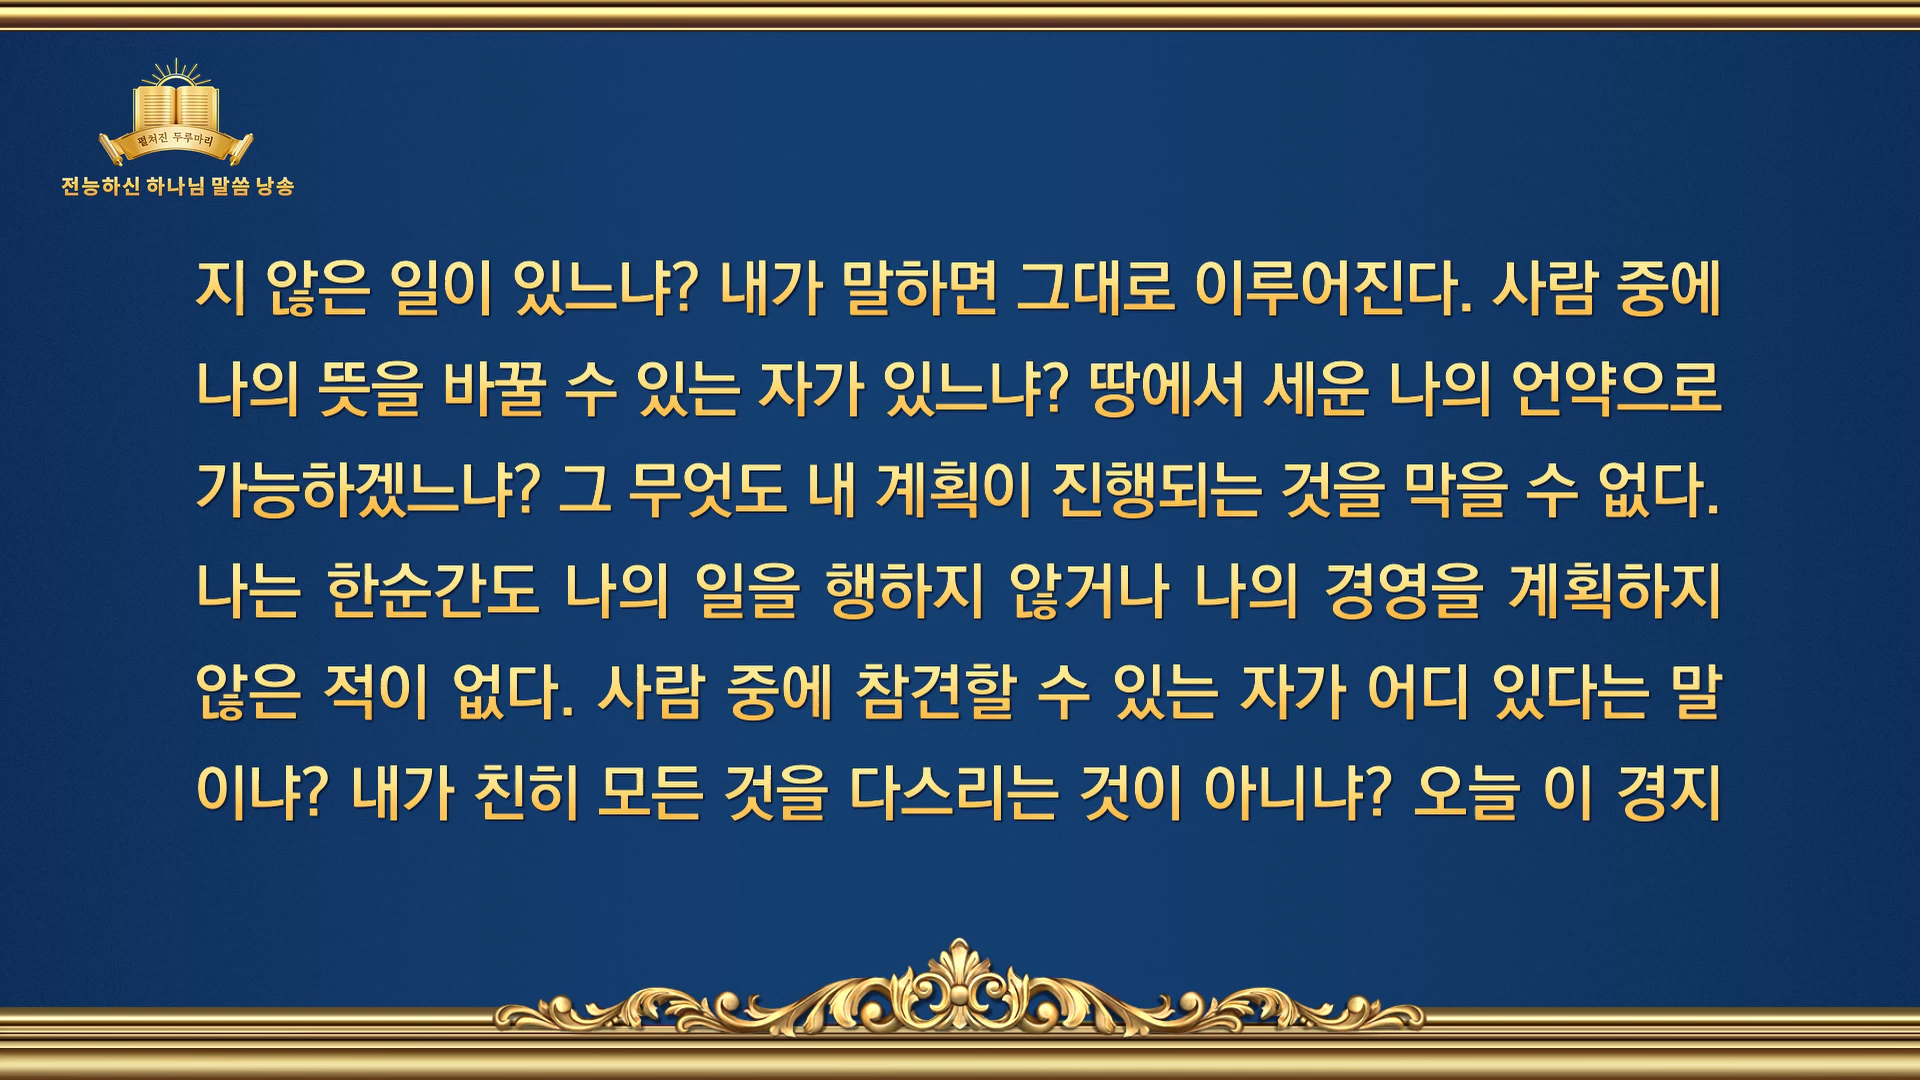 펼쳐진 두루마리
전능하신 하나님 말씀 낭송
지 않은 일이 있느냐? 내가 말하면 그대로 이루어진다. 사람 중에
나의 뜻을 바꿀 수 있는 자가 있느냐? 땅에서 세운 나의 언약으로
가능하겠느냐? 그 무엇도 내 계획이 진행되는 것을 막을 수 없다.
나는 한순간도 나의 일을 행하지 않거나 나의 경영을 계획하지
않은 적이 없다. 사람 중에 참견할 수 있는 자가 어디 있다는 말
이냐? 내가 친히 모든 것을 다스리는 것이 아니냐? 오늘 이 경지